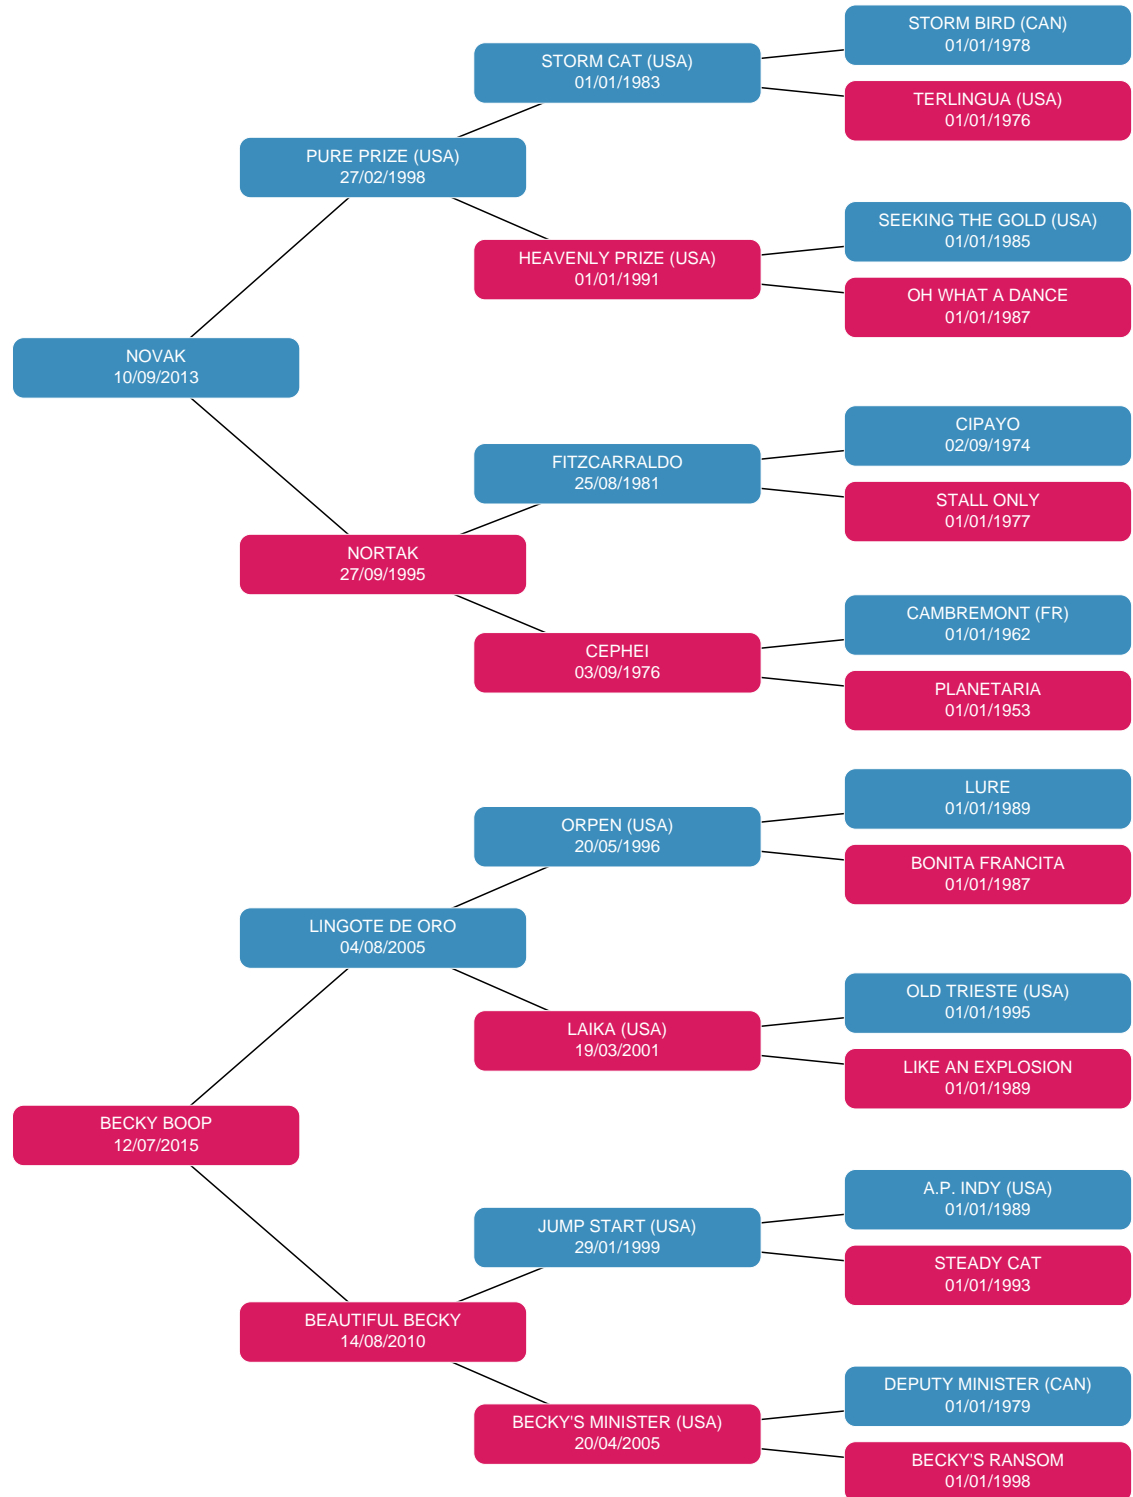 STORM BIRD (CAN)
01/01/1978
STORM CAT (USA)
01/01/1983
TERLINGUA (USA)
01/01/1976
PURE PRIZE (USA)
27/02/1998
SEEKING THE GOLD (USA)
01/01/1985
HEAVENLY PRIZE (USA)
01/01/1991
OH WHAT A DANCE
01/01/1987
NOVAK
10/09/2013
CIPAYO
02/09/1974
FITZCARRALDO
25/08/1981
STALL ONLY
01/01/1977
NORTAK
27/09/1995
CAMBREMONT (FR)
01/01/1962
CEPHEI
03/09/1976
PLANETARIA
01/01/1953
LURE
01/01/1989
ORPEN (USA)
20/05/1996
BONITA FRANCITA
01/01/1987
LINGOTE DE ORO
04/08/2005
OLD TRIESTE (USA)
01/01/1995
LAIKA (USA)
19/03/2001
LIKE AN EXPLOSION
01/01/1989
BECKY BOOP
12/07/2015
A.P. INDY (USA)
01/01/1989
JUMP START (USA)
29/01/1999
STEADY CAT
01/01/1993
BEAUTIFUL BECKY
14/08/2010
DEPUTY MINISTER (CAN)
01/01/1979
BECKY'S MINISTER (USA)
20/04/2005
BECKY'S RANSOM
01/01/1998